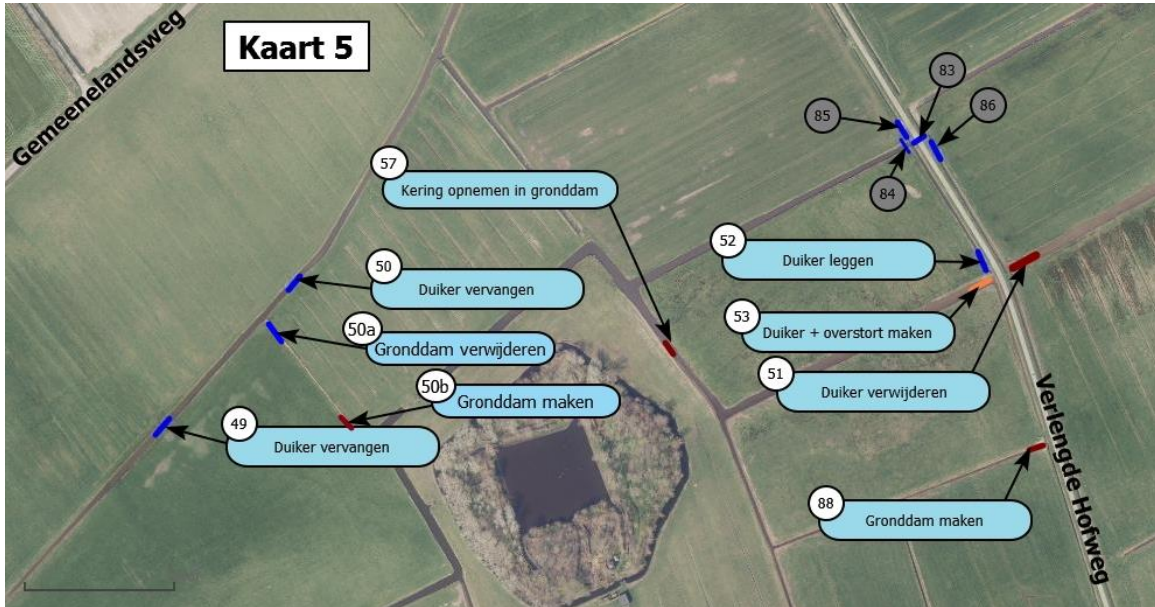 Kaart 5
Gemeenelandsweg
83
85
86
84
57
Kering opnemen in gronddam
52
Duiker leggen
50
Duiker vervangen
53
Duiker + overstort maken
50a
Gronddam verwijderen
51
Duiker verwijderen
50b
Gronddam maken
49
Duiker vervangen
Verlengde Hofweg
88
Gronddam maken